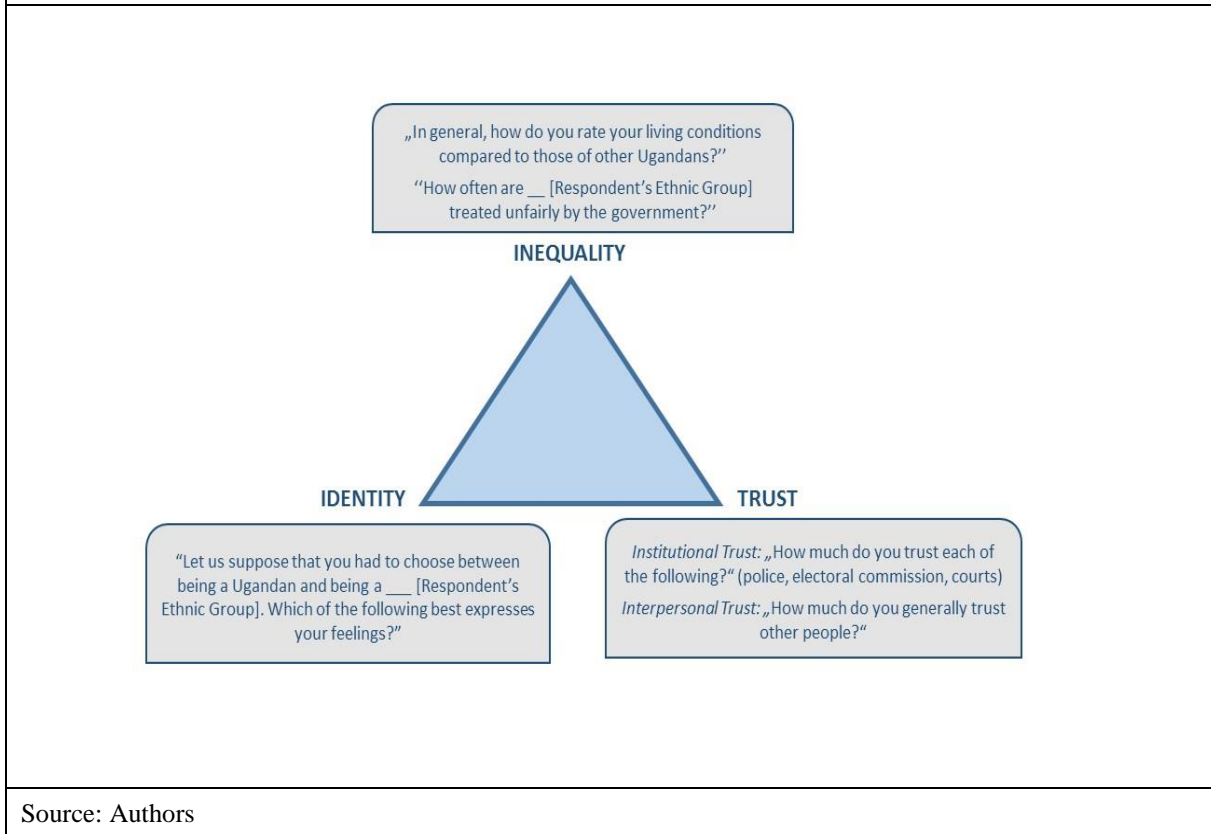 „In general, how do you rate your living conditions
compared to those of other Ugandans?’’
‘‘How often are __ [Respondent’s Ethnic Group]
treated unfairly by the government?’’
INEQUALITY
IDENTITY
TRUST
“Let us suppose that you had to choose between
being a Ugandan and being a ___ [Respondent’s
Ethnic Group]. Which of the following best expresses
your feelings?”
Institutional Trust: „How much do you trust each of
the following?“ (police, electoral commission, courts)
Interpersonal Trust: „How much do you generally trust
other people?“
Source: Authors